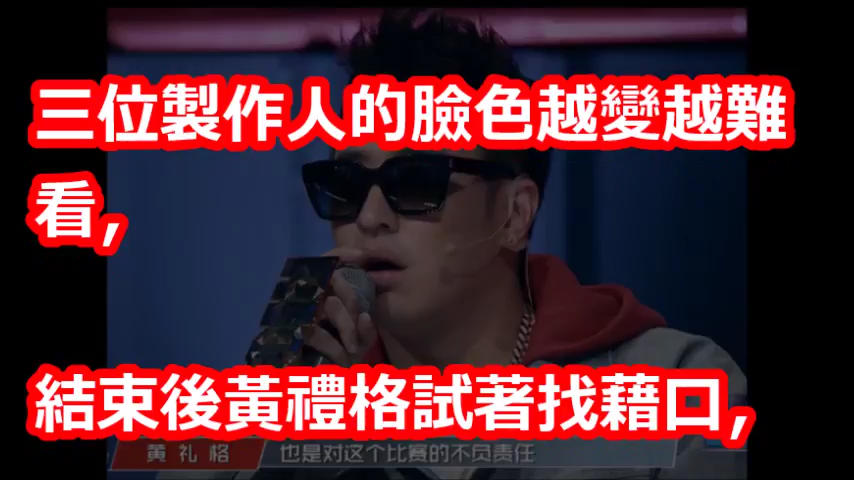 三位製作人的臉色越變越難
看,
結束後黃禮格試著找藉口,
黄礼格
也是对这个比赛的不负责任